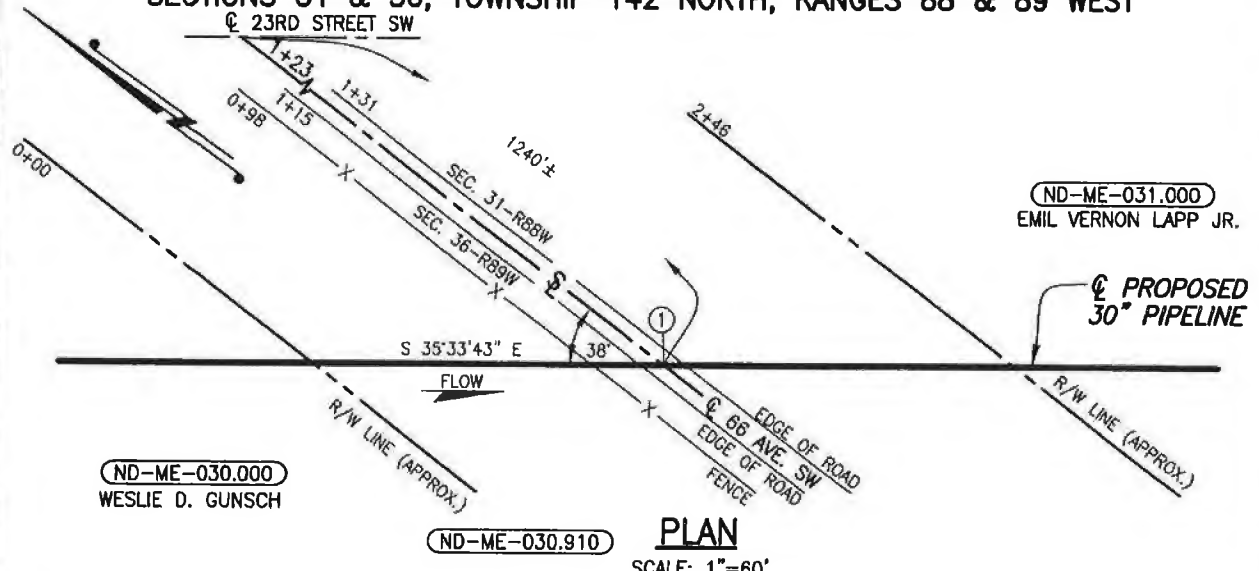 SECTIONS 31 & 36, TOWNSHIP 142 NORTH, RANGES 88 & 89 WEST
℄ 23RD STREET SW
1+23
1+31
1+15
0+98
0+00
2+46
1240'±
SEC. 31-R88W
SEC. 36-R89W
ND-ME-031.000
EMIL VERNON LAPP JR.
℄ PROPOSED
30" PIPELINE
1
S 35°33'43" E
38°
FLOW
R/W LINE (APPROX.)
X
X
X
℄ 66 AVE. SW
EDGE OF ROAD
EDGE OF ROAD
FENCE
R/W LINE (APPROX.)
ND-ME-030.000
WESLIE D. GUNSCH
ND-ME-030.910
PLAN
SCALE: 1"=60'